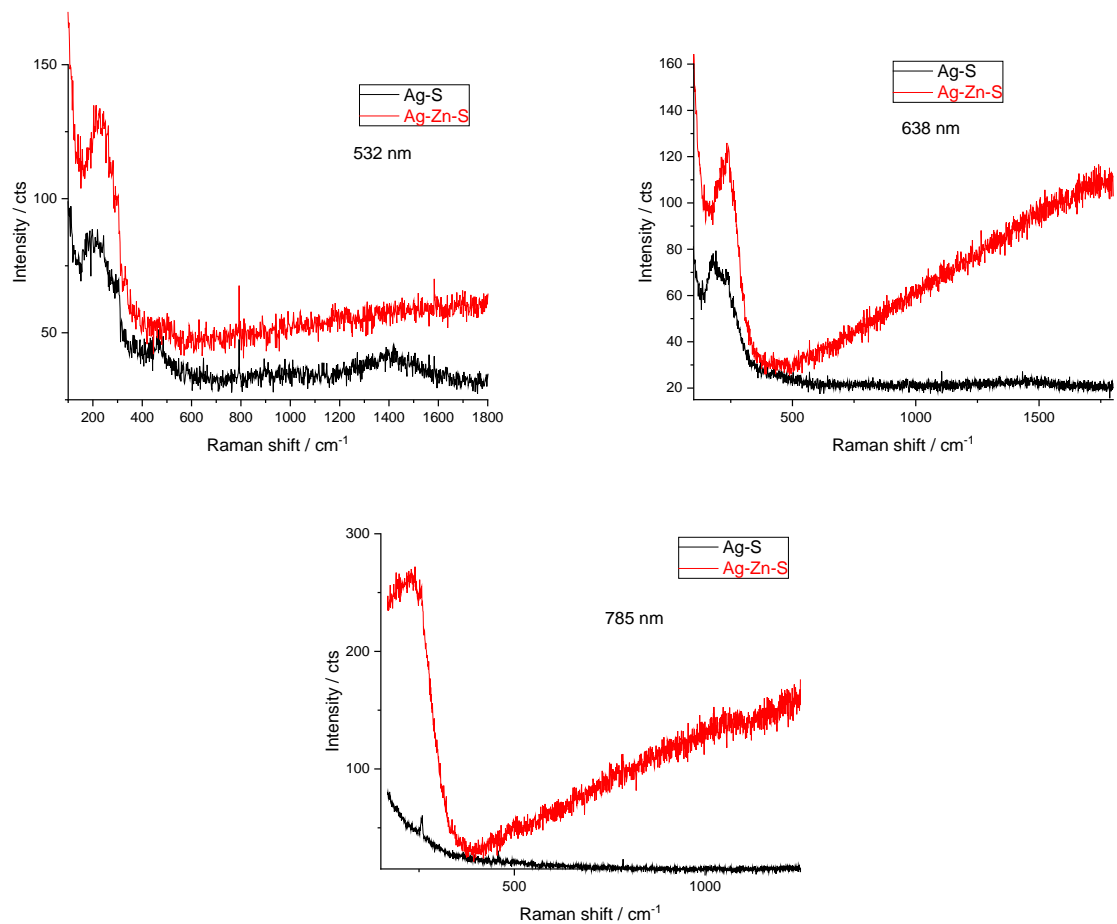 150
100
50
Intensity / cts
Ag-S
Ag-Zn-S
532 nm
200 400 600 800 1000 1200 1400 1600 1800
Raman shift / cm-1
160
140
120
100
80
60
40
20
Intensity / cts
Ag-S
Ag-Zn-S
638 nm
500 1000 1500
Raman shift / cm-1
300
200
100
Intensity / cts
Ag-S
Ag-Zn-S
785 nm
500 1000
Raman shift / cm-1